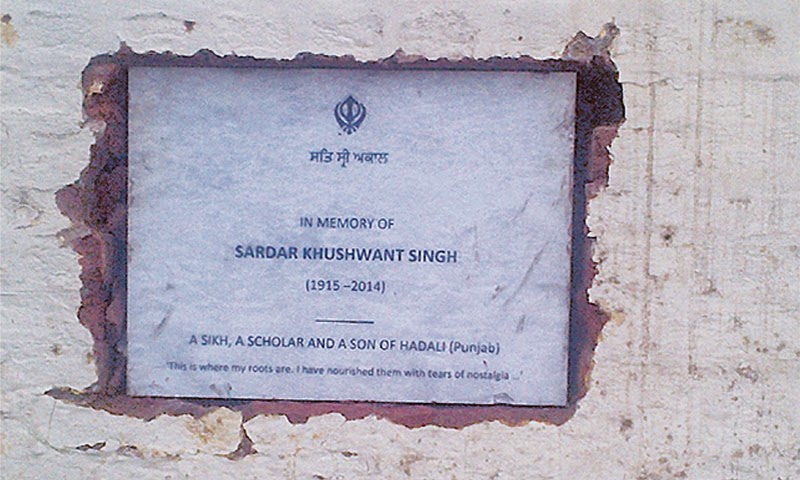 ਸਤਿ ਸ੍ਰੀ ਅਕਾਲ
IN MEMORY OF
SARDAR KHUSHWANT SINGH
(1915 –2014)
A SIKH, A SCHOLAR AND A SON OF HADALI (Punjab)
'This is where my roots are. I have nourished them with tears of nostalgia ...'